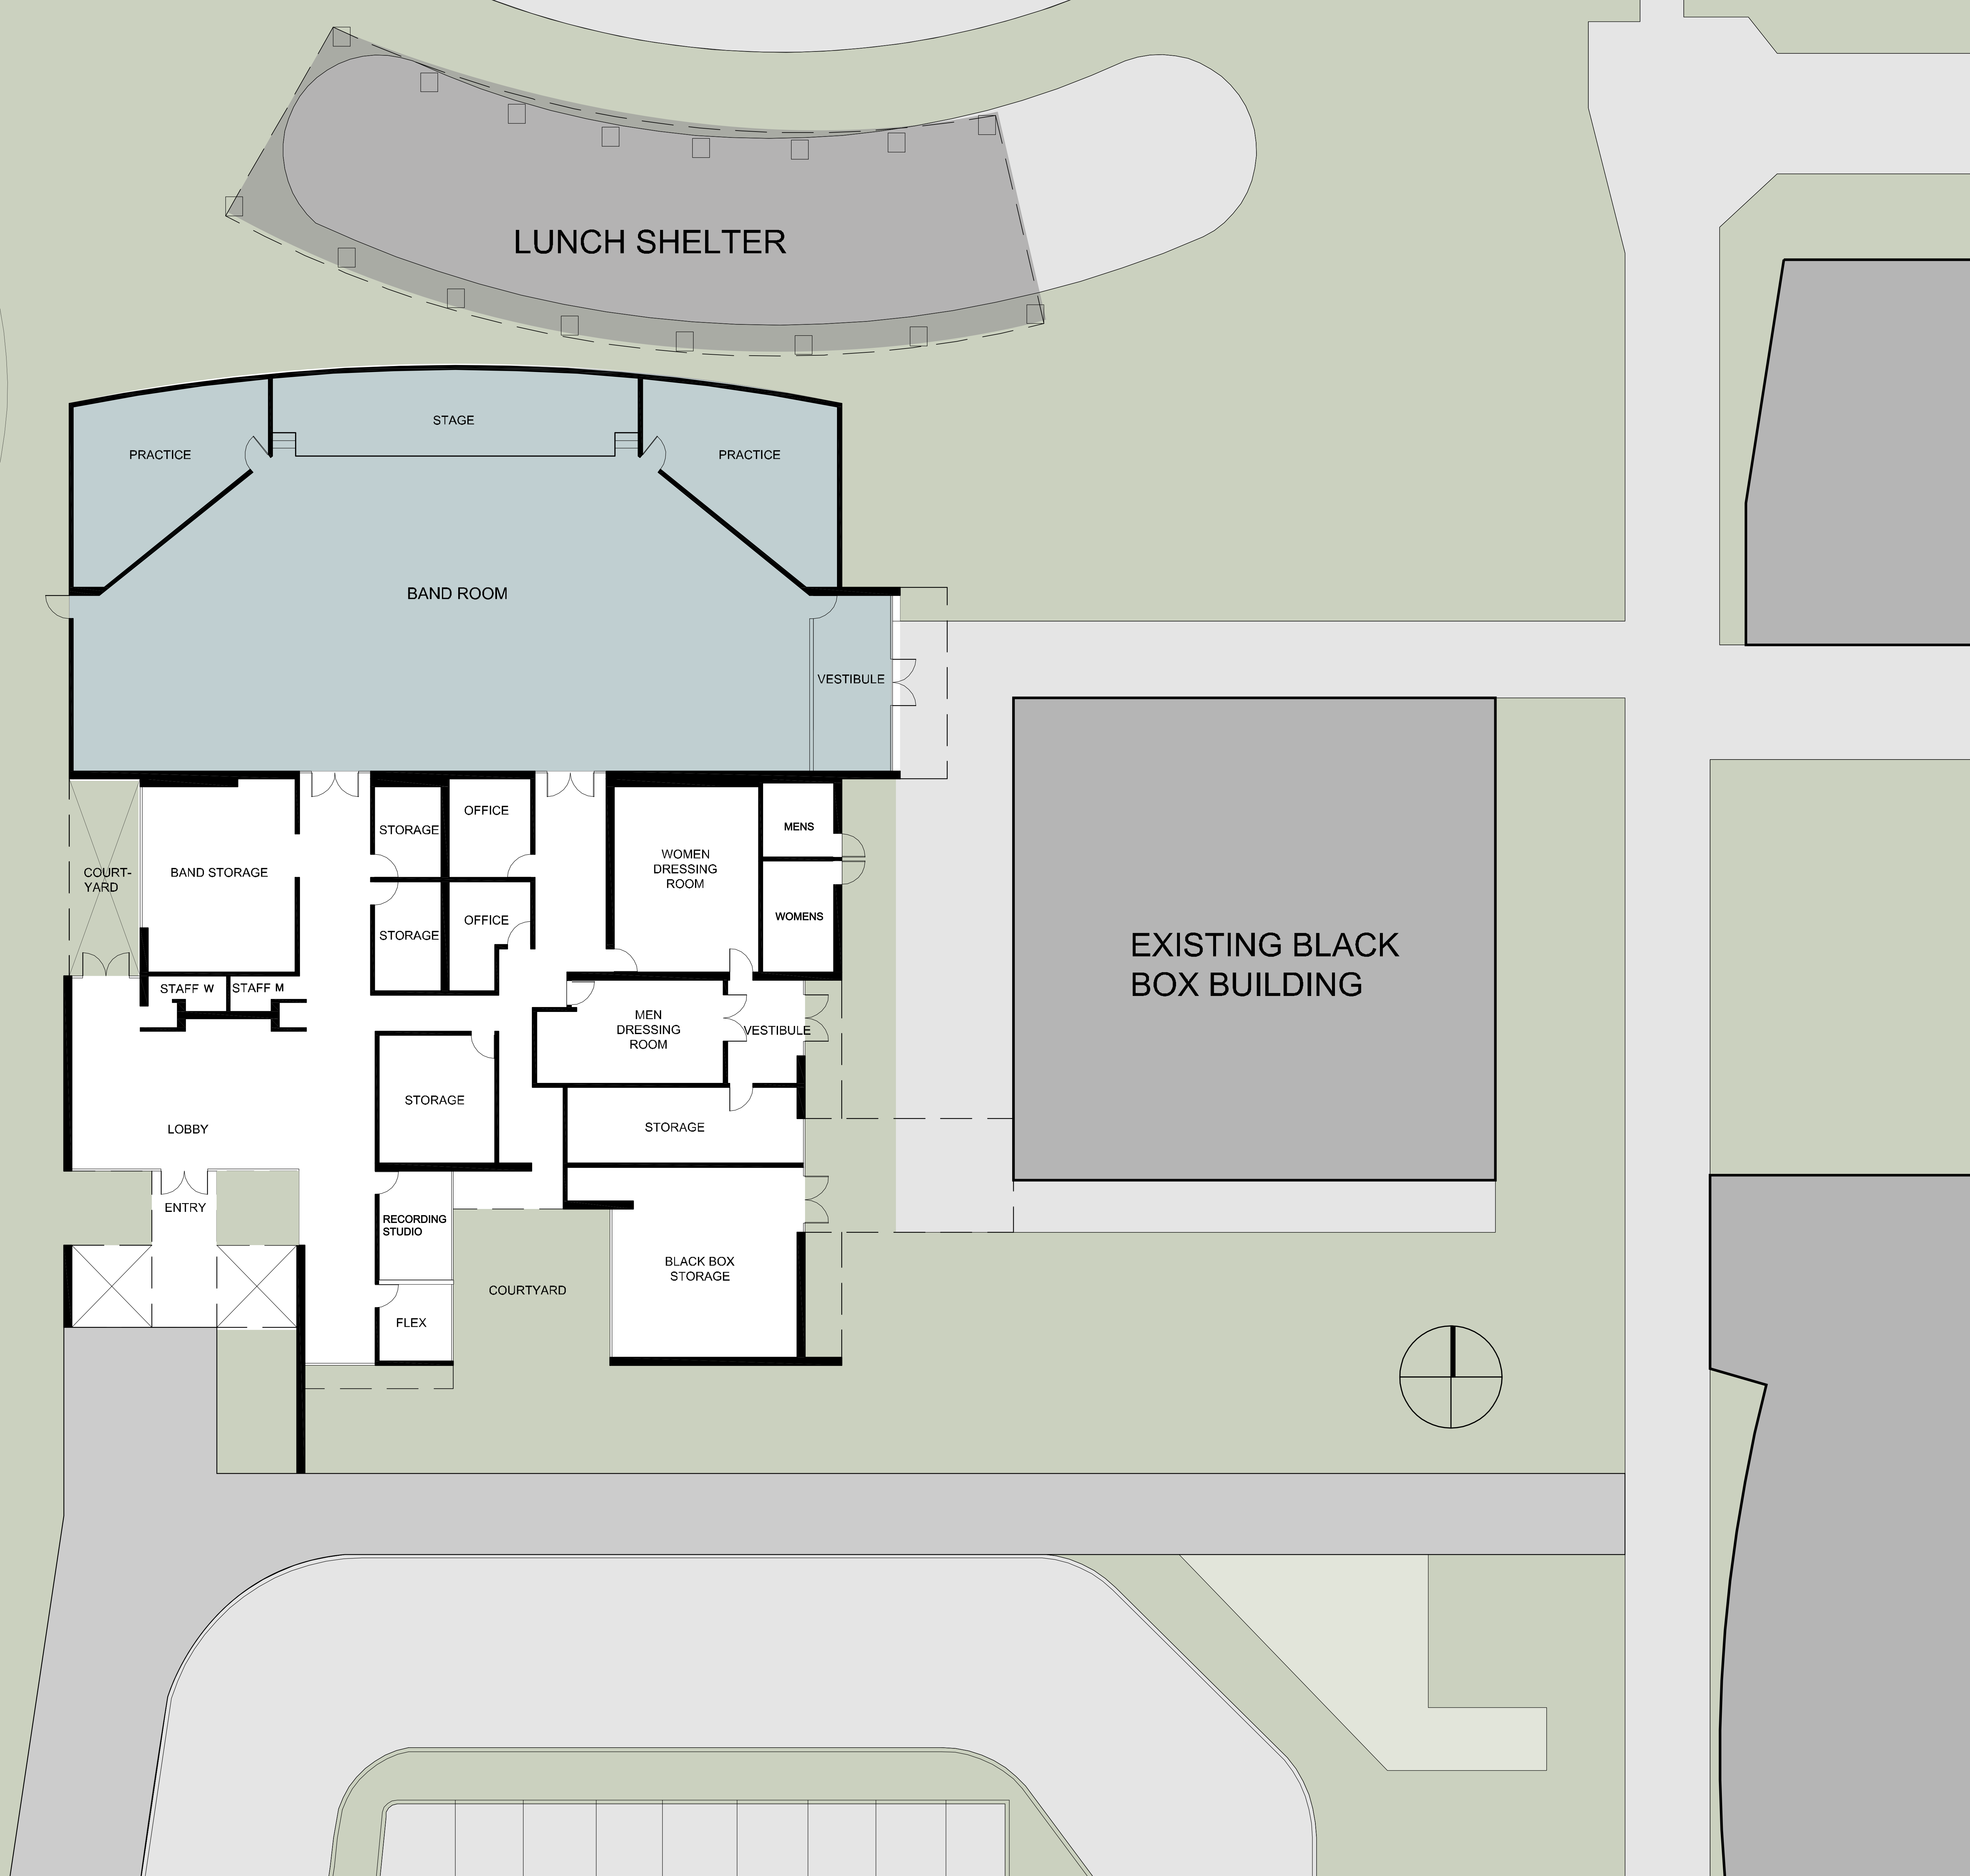 LUNCH SHELTER
STAGE
PRACTICE
PRACTICE
BAND ROOM
VESTIBULE
STORAGE
OFFICE
MENS
WOMEN
DRESSING
ROOM
COURT-
YARD
BAND STORAGE
WOMENS
OFFICE
STORAGE
EXISTING BLACK
BOX BUILDING
STAFF W
STAFF M
MEN
DRESSING
ROOM
VESTIBULE
STORAGE
LOBBY
STORAGE
ENTRY
RECORDING
STUDIO
BLACK BOX
STORAGE
COURTYARD
FLEX